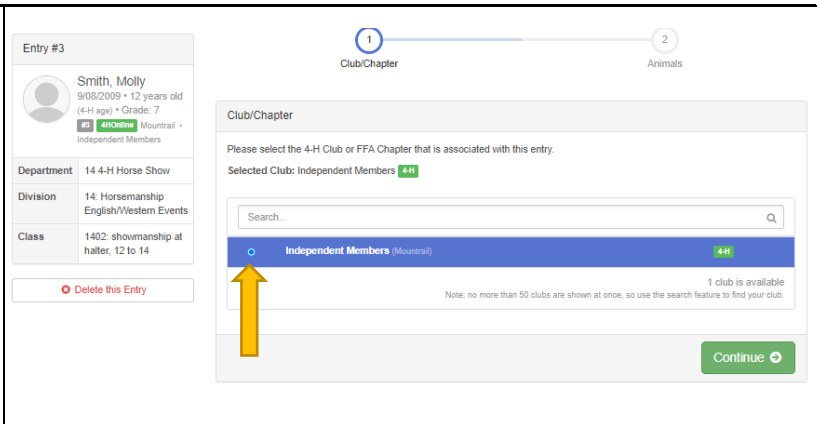 Entry #3
Smith, Molly
9/08/2009 • 12 years old
(4-H age) • Grade: 7
#3 4HOnline Mountrail •
Independent Members
Department 14 4-H Horse Show
Division 14: Horsemanship
English/Western Events
Class 1402: showmanship at
halter, 12 to 14
Delete this Entry
1
Club/Chapter
2
Animals
Club/Chapter
Please select the 4-H Club or FFA Chapter that is associated with this entry.
Selected Club: Independent Members 4-H
Search...
Independent Members (Mountrail) 4-H
1 club is available
Note: no more than 50 clubs are shown at once, so use the search feature to find your club.
Continue